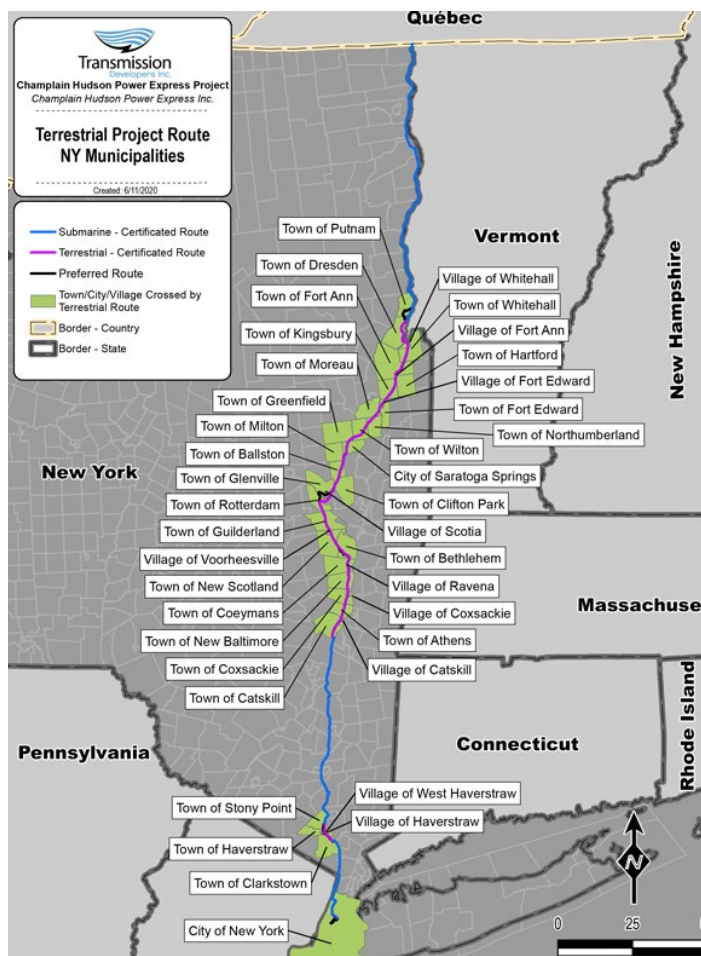 Québec
Transmission
Developers Inc.
Champlain Hudson Power Express Project
Champlain Hudson Power Express Inc.
Terrestrial Project Route
NY Municipalities
Created: 6/11/2020
Submarine - Certificated Route
Terrestrial - Certificated Route
Preferred Route
Town/City/Village Crossed by
Terrestrial Route
Border - Country
Border - State
Town of Putnam
Vermont
Town of Dresden
Village of Whitehall
Town of Fort Ann
Town of Whitehall
New Hampshire
Town of Kingsbury
Village of Fort Ann
Town of Moreau
Town of Hartford
Village of Fort Edward
Town of Greenfield
Town of Fort Edward
Town of Milton
Town of Northumberland
Town of Ballston
Town of Wilton
New York
Town of Glenville
City of Saratoga Springs
Town of Rotterdam
Town of Clifton Park
Town of Guilderland
Village of Scotia
Village of Voorheesville
Town of Bethlehem
Town of New Scotland
Village of Ravena
Town of Coeymans
Village of Coxsackie
Massachuse
Town of New Baltimore
Town of Athens
Town of Coxsackie
Village of Catskill
Town of Catskill
Rhode Island
Pennsylvania
Connecticut
Village of West Haverstraw
Town of Stony Point
Village of Haverstraw
Town of Haverstraw
Town of Clarkstown
N
City of New York
0 25